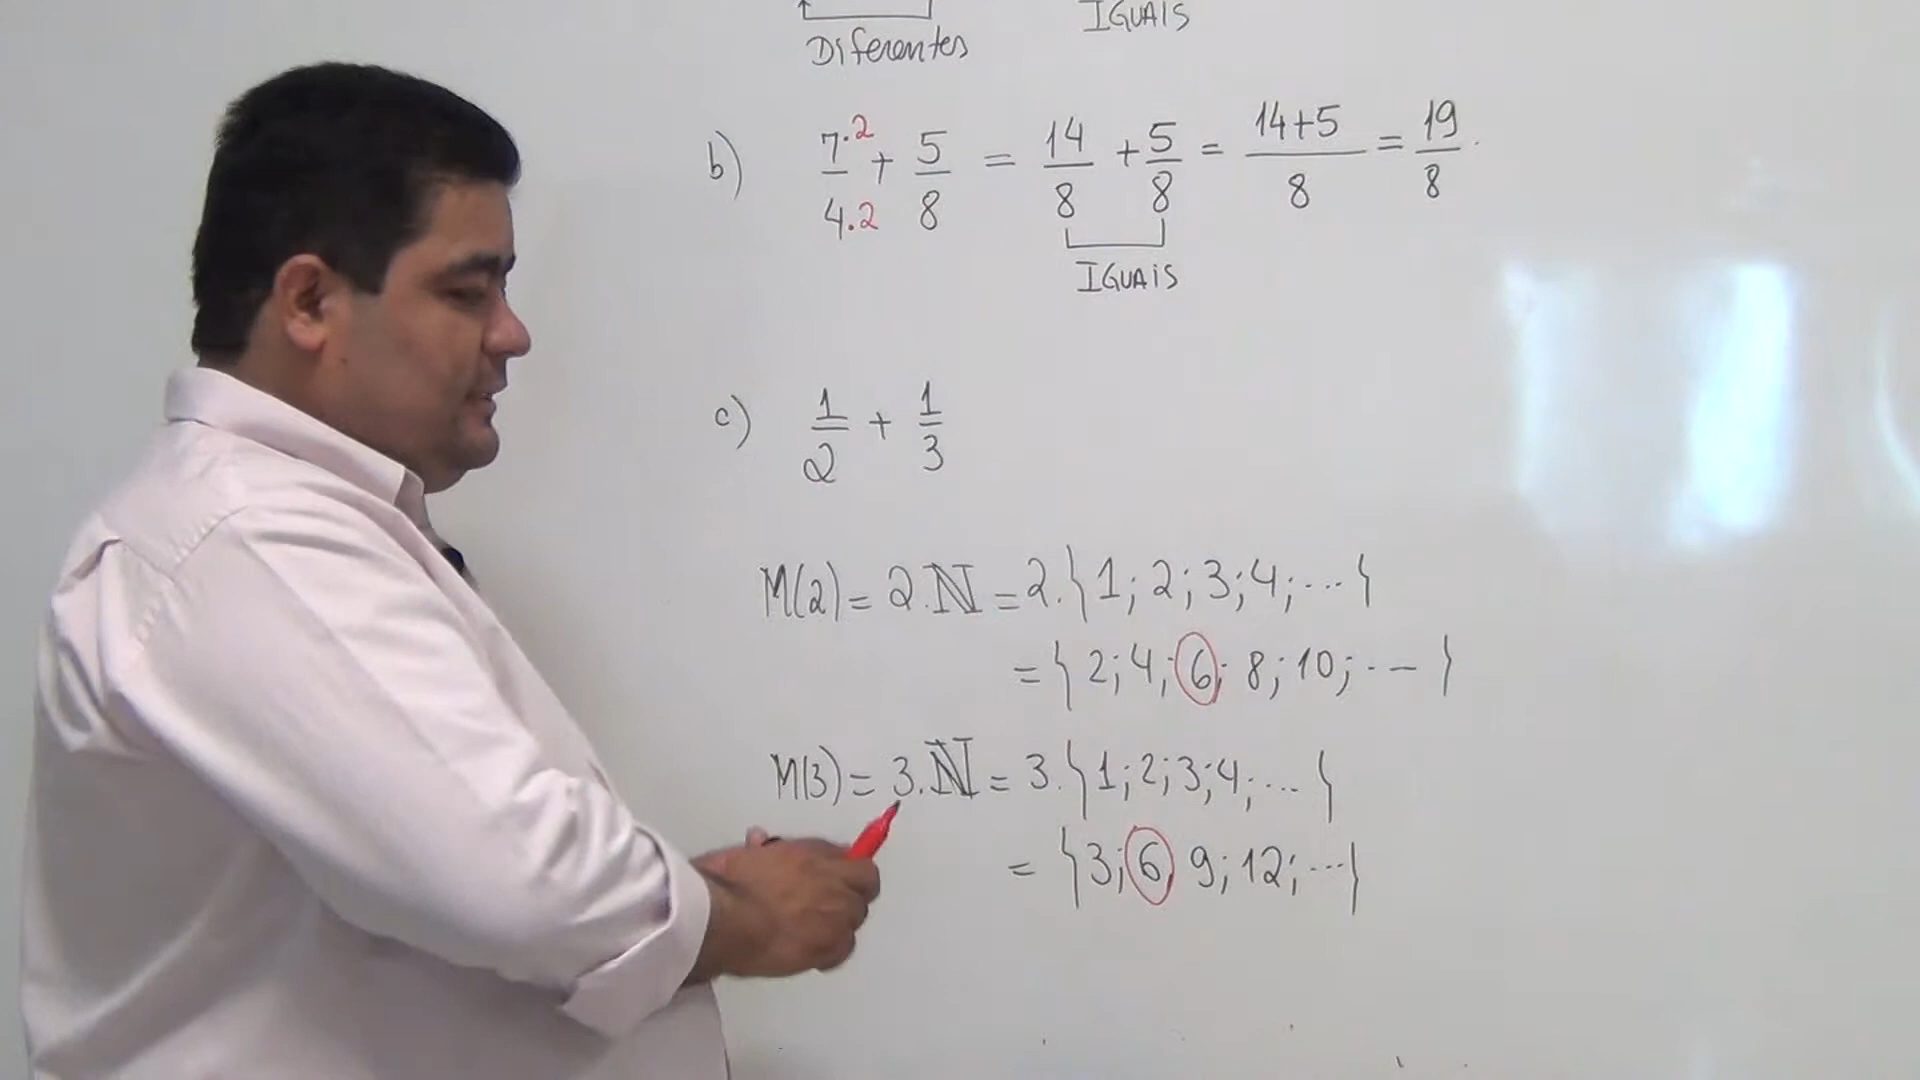 Diferentes IGUAIS
b) 7·2/4·2 + 5/8 = 14/8 + 5/8 = 14+5/8 = 19/8.
IGUAIS
c) 1/2 + 1/3
M(2) = 2.ℕ = 2.{1; 2; 3; 4; ...}
= {2; 4; 6; 8; 10; ...}
M(3) = 3.ℕ = 3.{1; 2; 3; 4; ...}
= {3; 6; 9; 12; ...}